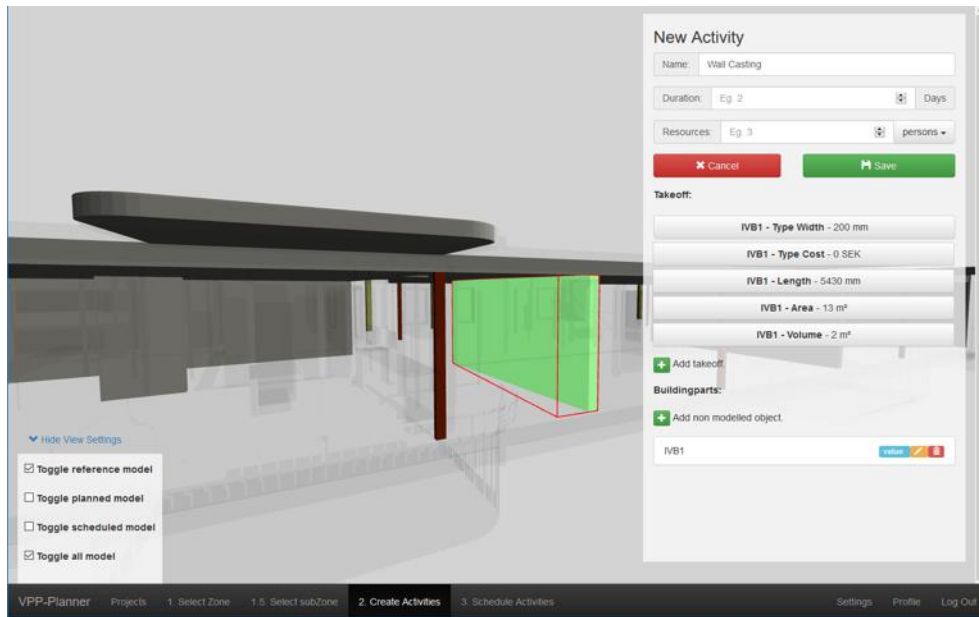 New Activity
Name: Wall Casting
Duration: Eg. 2 Days
Resources: Eg. 3 persons
Cancel Save
Takeoff:
IVB1 - Type Width - 200 mm
IVB1 - Type Cost - 0 SEK
IVB1 - Length - 5430 mm
IVB1 - Area - 13 m²
IVB1 - Volume - 2 m³
Add takeoff.
Buildingparts:
Add non modelled object.
IVB1 value
Hide View Settings
Toggle reference model
Toggle planned model
Toggle scheduled model
Toggle all model
VPP-Planner Projects 1. Select Zone 1.5. Select subZone 2. Create Activities 3. Schedule Activities Settings Profile Log Out